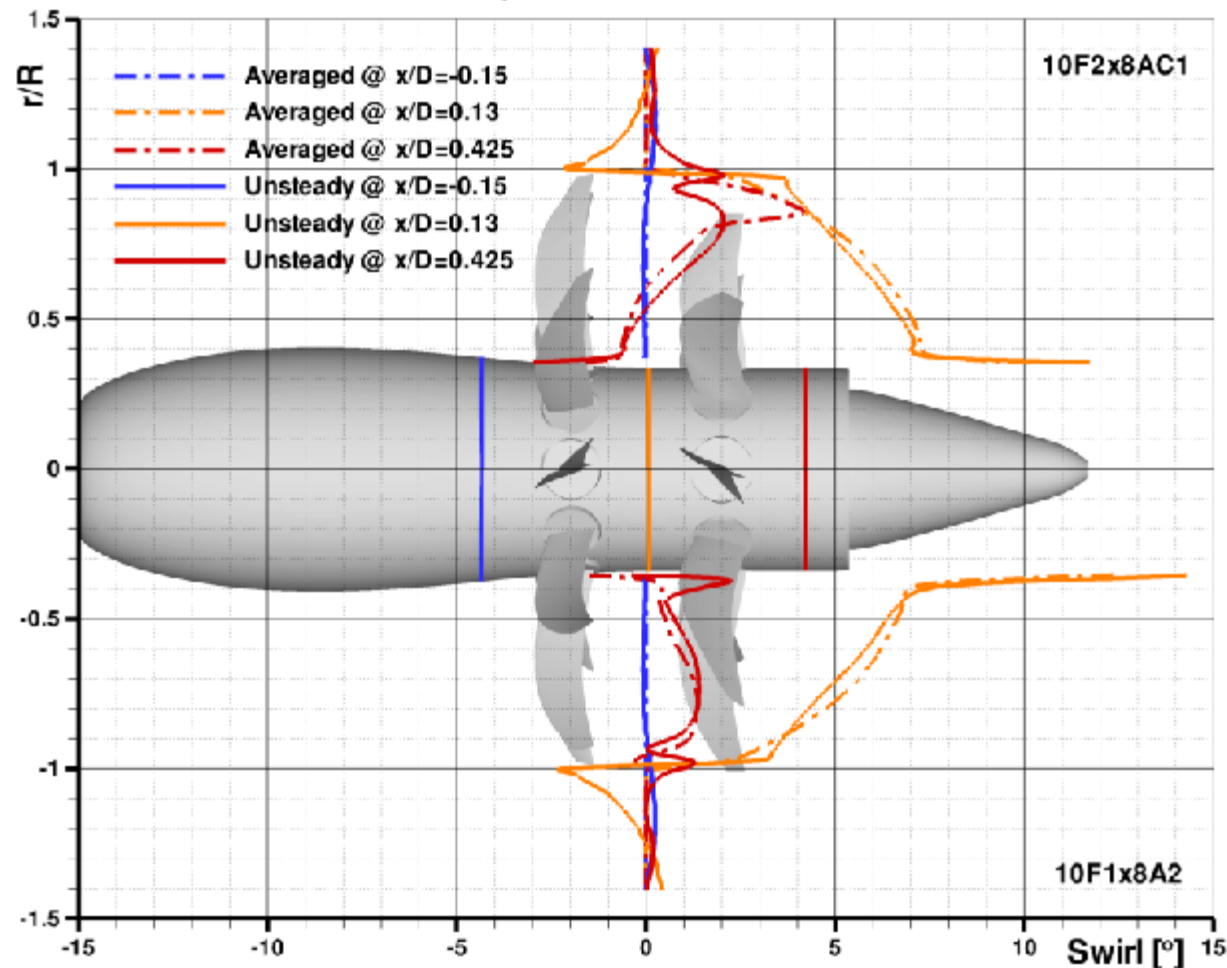 1.5
r/R
10F2x8AC1
Averaged @ x/D=-0.15
Averaged @ x/D=0.13
Averaged @ x/D=0.425
Unsteady @ x/D=-0.15
Unsteady @ x/D=0.13
Unsteady @ x/D=0.425
1
0.5
0
-0.5
-1
10F1x8A2
-1.5
-15 -10 -5 0 5 10 Swirl [°] 15